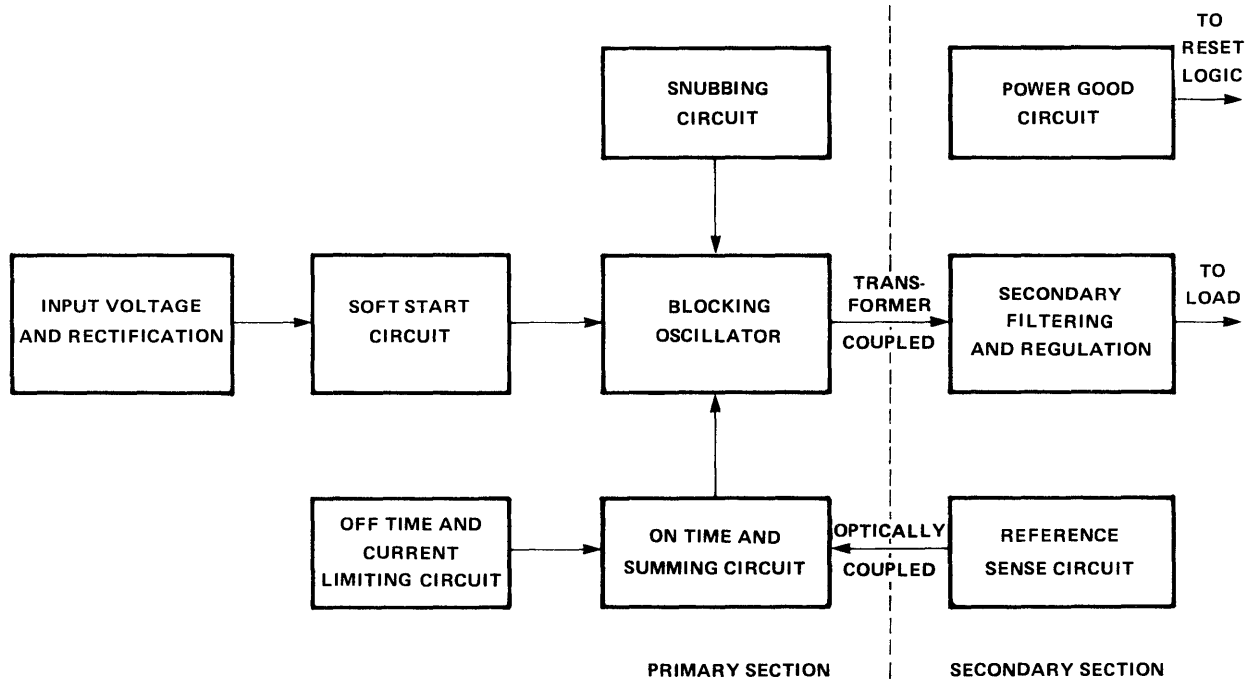 TO
RESET
LOGIC
SNUBBING
CIRCUIT
POWER GOOD
CIRCUIT
INPUT VOLTAGE
AND RECTIFICATION
SOFT START
CIRCUIT
BLOCKING
OSCILLATOR
TRANS-
FORMER
COUPLED
SECONDARY
FILTERING
AND REGULATION
TO
LOAD
OFF TIME AND
CURRENT
LIMITING CIRCUIT
ON TIME AND
SUMMING CIRCUIT
OPTICALLY
COUPLED
REFERENCE
SENSE CIRCUIT
PRIMARY SECTION
SECONDARY SECTION